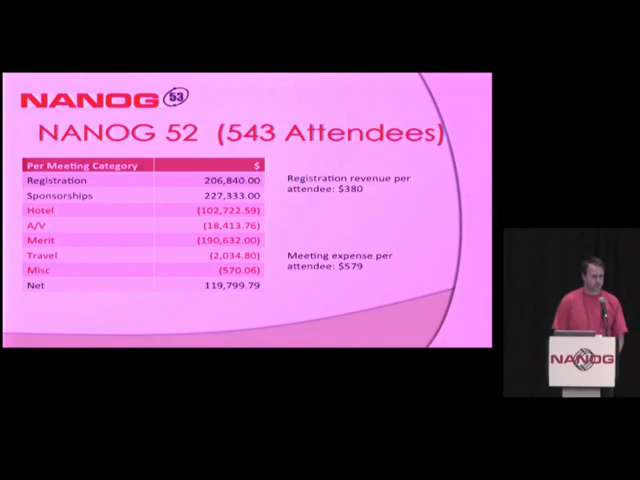 NANOG 53
NANOG 52 (543 Attendees)
Per Meeting Category $
Registration 206,840.00
Sponsorships 227,333.00
Hotel (102,722.59)
A/V (18,413.76)
Merit (190,632.00)
Travel (2,034.80)
Misc (570.06)
Net 119,799.79
Registration revenue per
attendee: $380
Meeting expense per
attendee: $579
NANOG